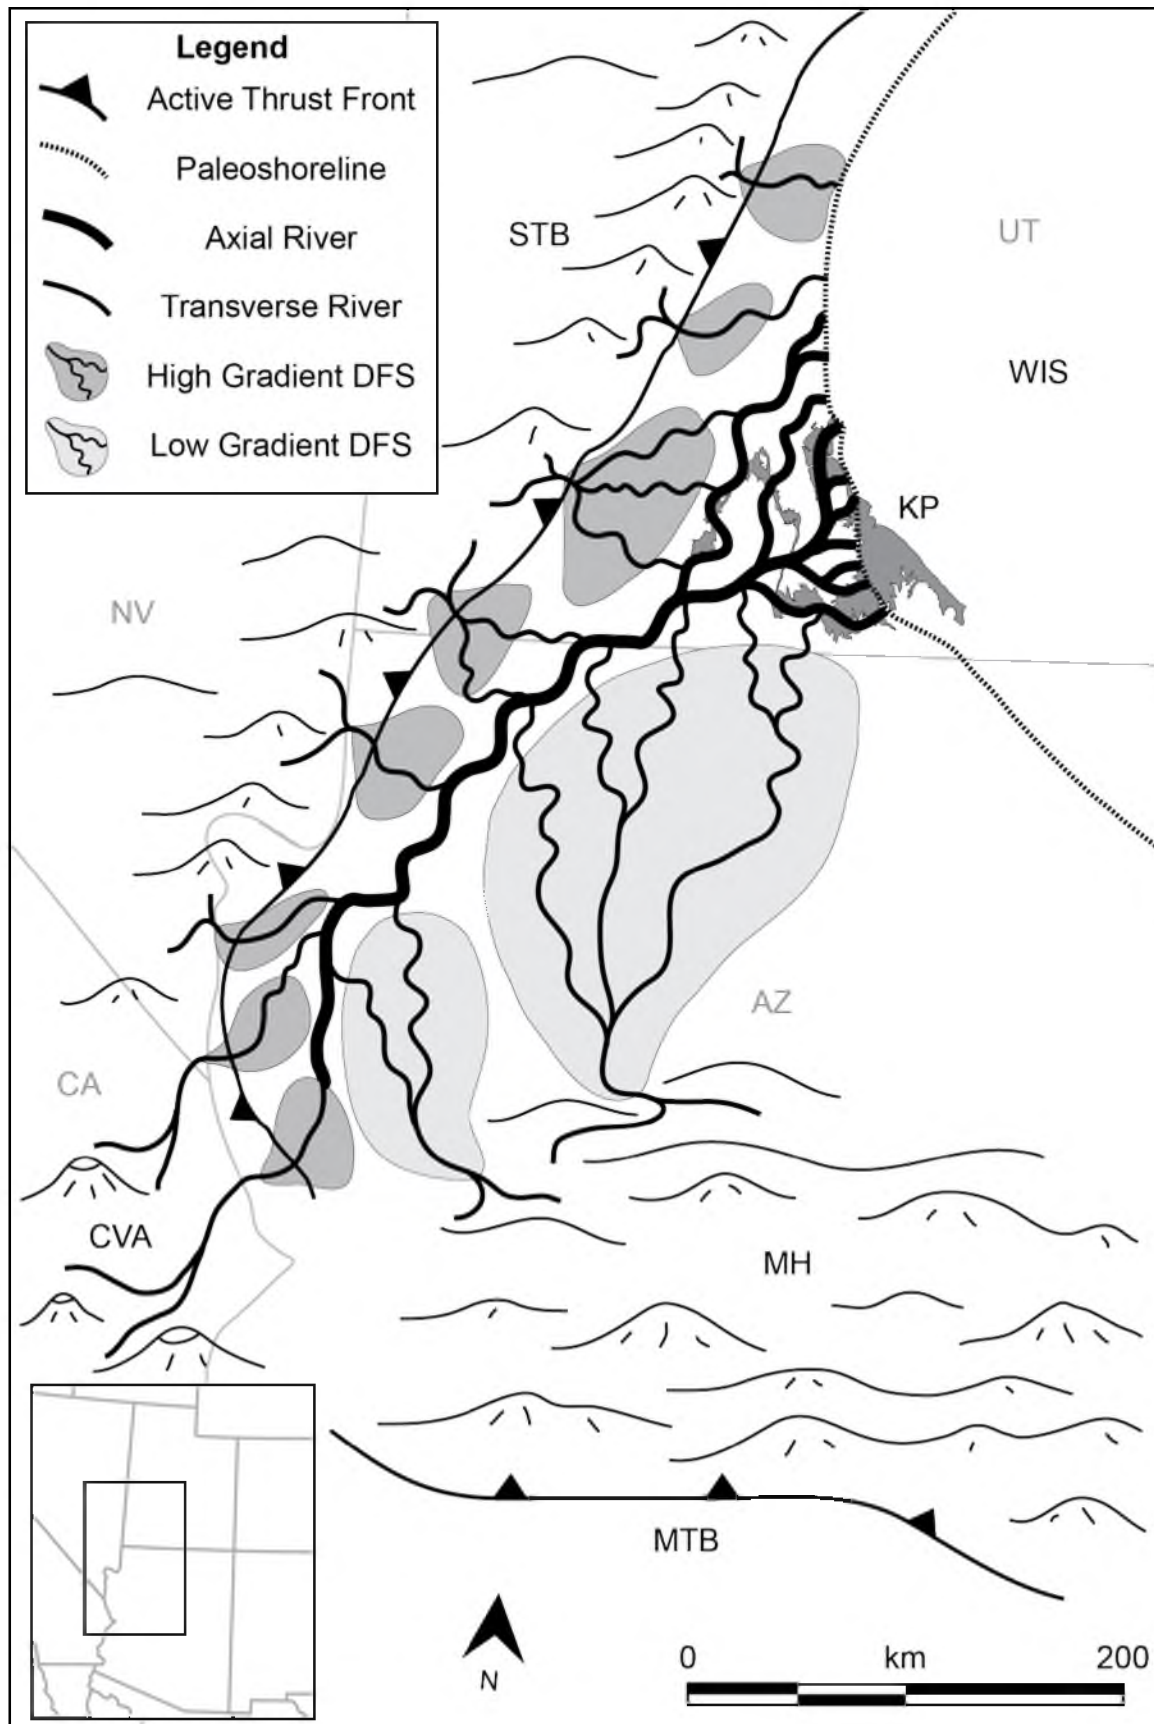 Legend
Active Thrust Front
Paleoshoreline
Axial River
Transverse River
High Gradient DFS
Low Gradient DFS
STB
UT
WIS
KP
NV
AZ
CA
CVA
MH
MTB
N
0 km 200